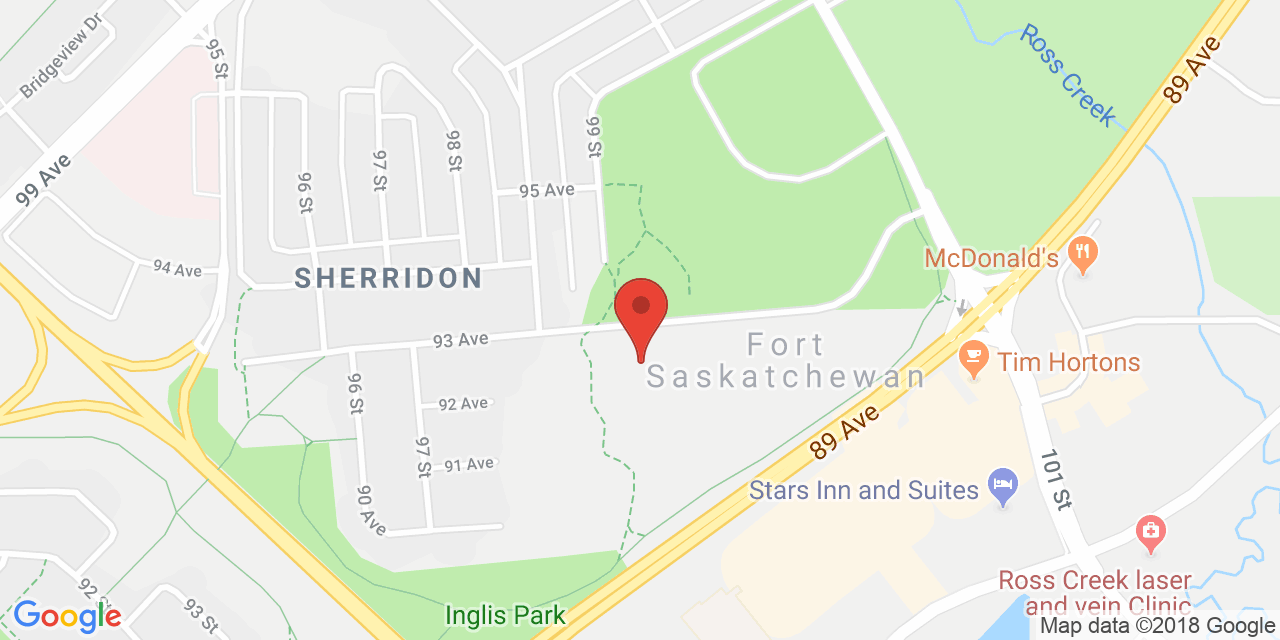 Bridgeview Dr
95 St
Ross Creek
89 Ave
99 Ave
96 St
97 St
98 St
99 St
95 Ave
94 Ave
SHERRIDON
McDonald's
93 Ave
Fort
Saskatchewan
Tim Hortons
96 St
92 Ave
89 Ave
97 St
91 Ave
90 Ave
Stars Inn and Suites
101 St
Ross Creek laser
and vein Clinic
92
93 St
Inglis Park
Google
Map data ©2018 Google